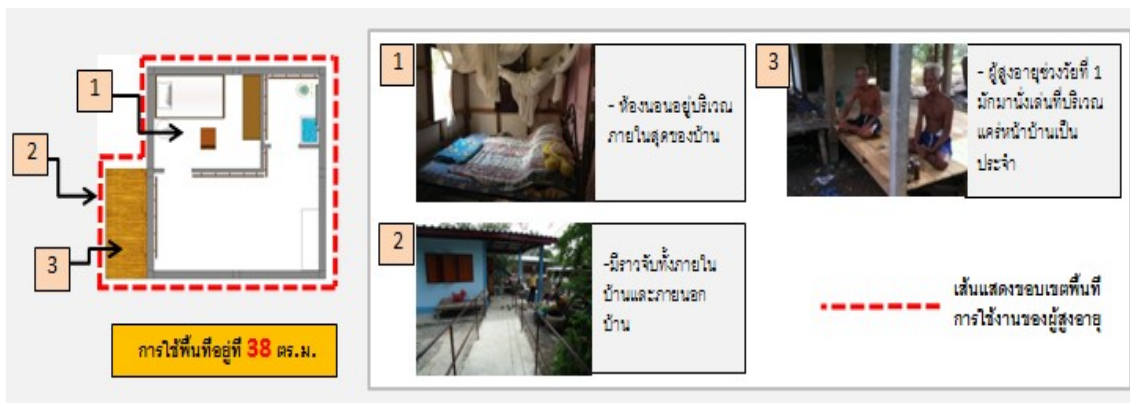 1
2
3
การใช้พื้นที่อยู่ที่ 38 ตร.ม.
1
- ห้องนอนอยู่บริเวณ
ภายในสุดของบ้าน
2
-มีราวจับทั้งภายใน
บ้านและภายนอก
บ้าน
3
- ผู้สูงอายุช่วงวัยที่ 1
มักมานั่งเล่นที่บริเวณ
แคร่หน้าบ้านเป็น
ประจำ
เส้นแสดงขอบเขตพื้นที่
การใช้งานของผู้สูงอายุ